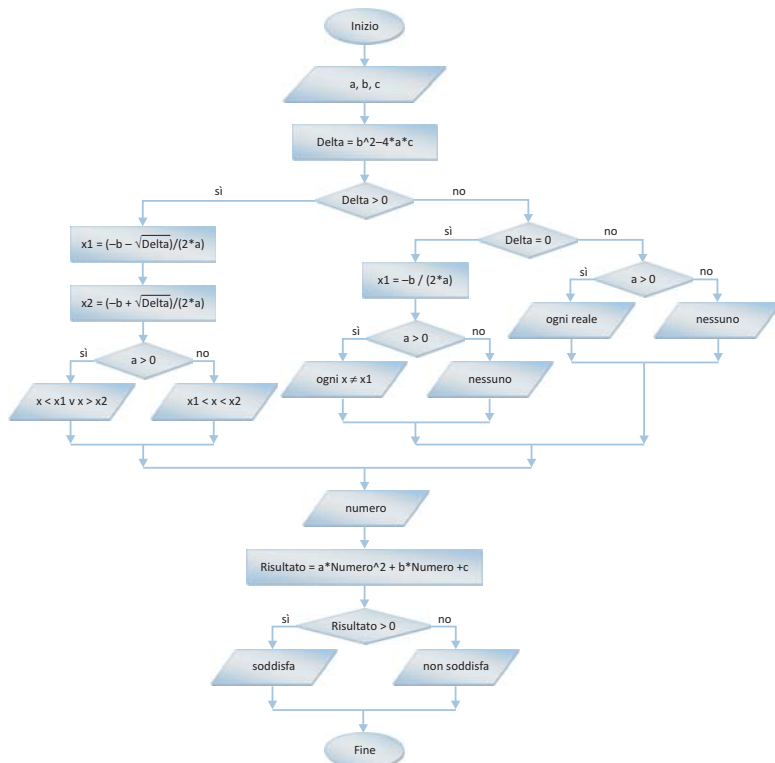 Inizio
a, b, c
Delta = b^2–4*a*c
sì
Delta > 0
no
x1 = (–b – √Delta)/(2*a)
x2 = (–b + √Delta)/(2*a)
sì
a > 0
no
x < x1 v x > x2
x1 < x < x2
sì
Delta = 0
no
x1 = –b / (2*a)
sì
a > 0
no
ogni x ≠ x1
nessuno
sì
a > 0
no
ogni reale
nessuno
numero
Risultato = a*Numero^2 + b*Numero +c
sì
Risultato > 0
no
soddisfa
non soddisfa
Fine